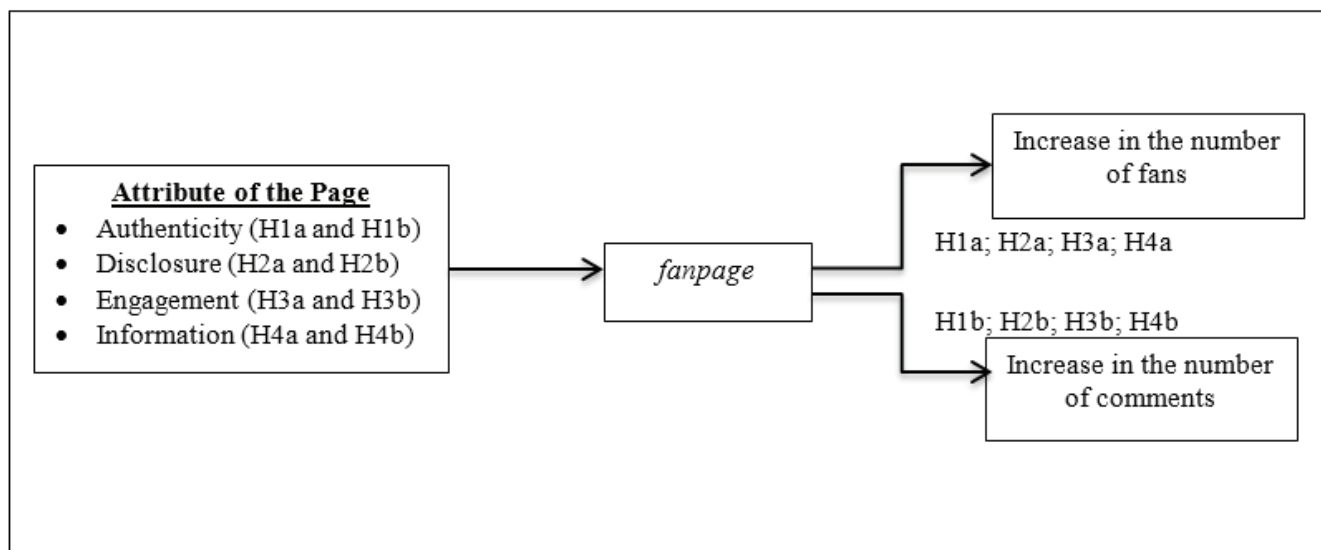 Attribute of the Page
• Authenticity (H1a and H1b)
• Disclosure (H2a and H2b)
• Engagement (H3a and H3b)
• Information (H4a and H4b)
fanpage
Increase in the number
of fans
H1a; H2a; H3a; H4a
H1b; H2b; H3b; H4b
Increase in the number
of comments